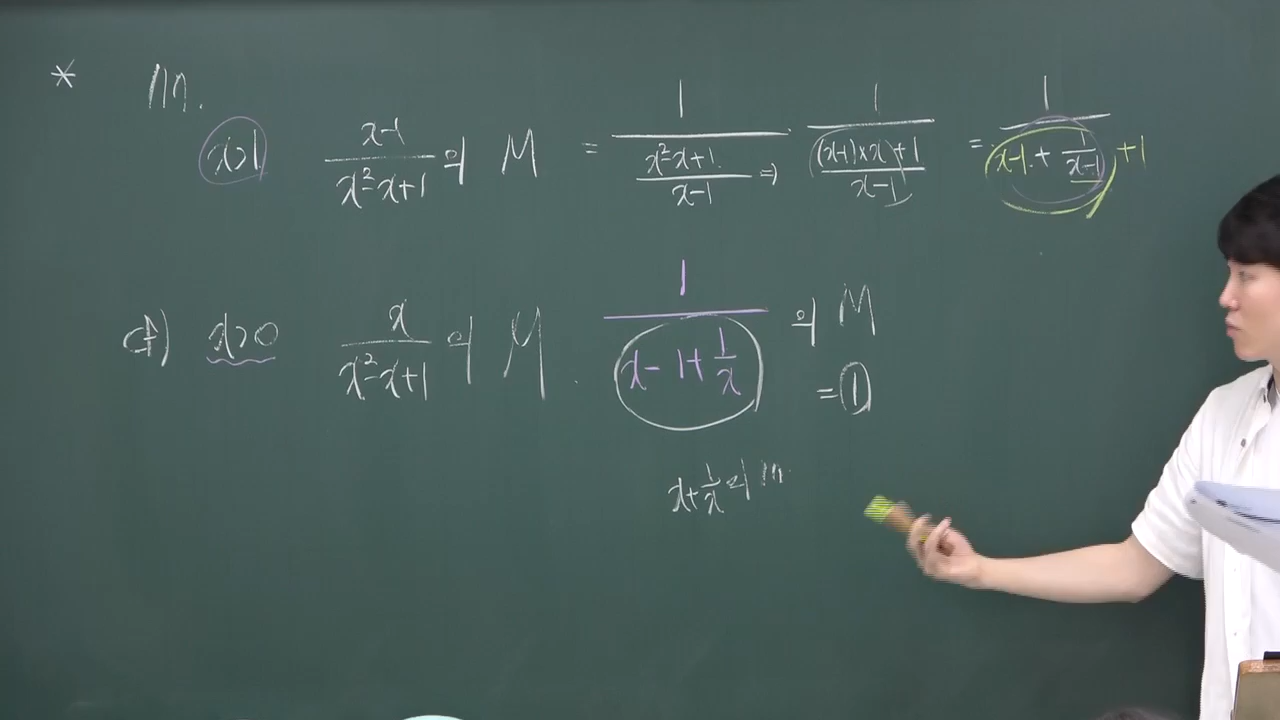 * 117.
x>1 (x-1)/(x²-x+1) 의 M = 1/((x²-x+1)/(x-1)) ⇒ 1/(((x-1)×x+1)/(x-1)) = 1/(x-1+1/(x-1)+1)
cf) x>0 x/(x²-x+1) 의 M. 1/(x-1+1/x) 의 M
= ①
x+1/x 의 m